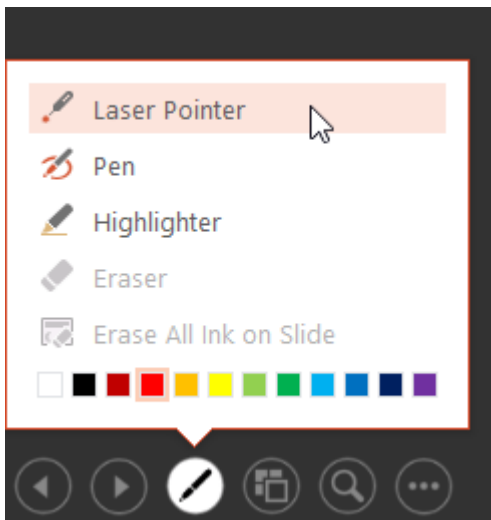 Laser Pointer
Pen
Highlighter
Eraser
Erase All Ink on Slide